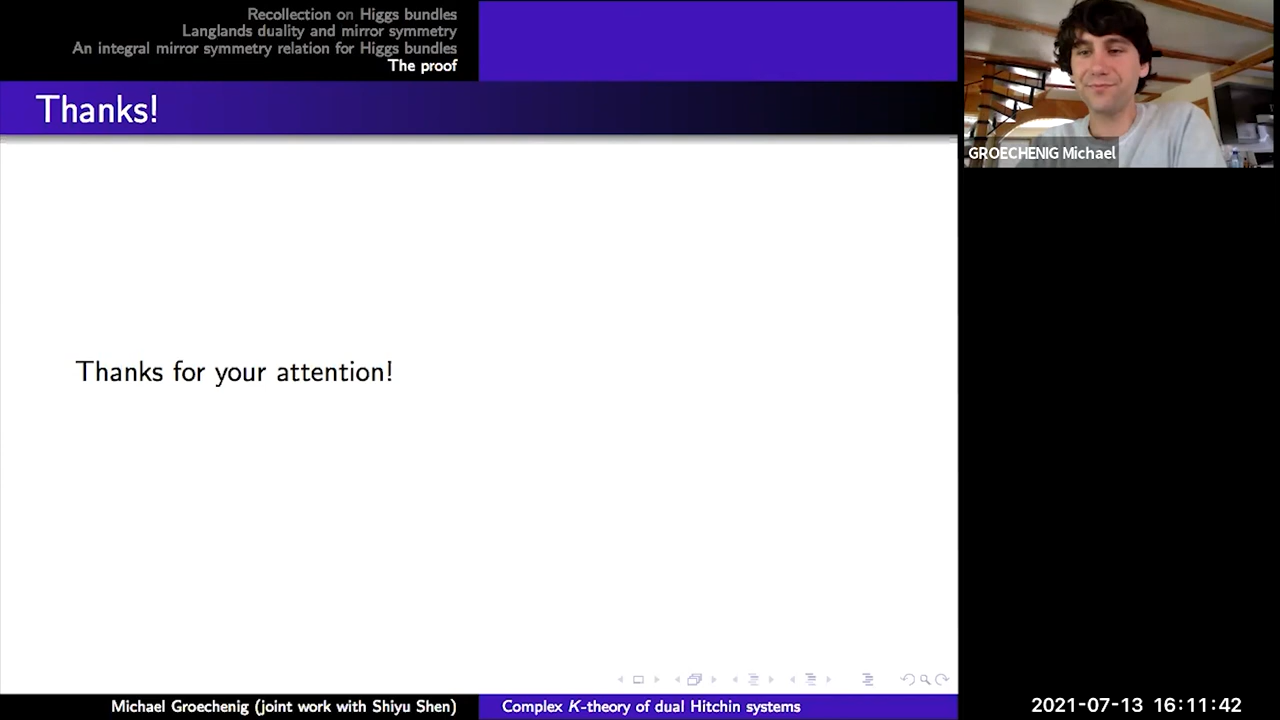 Recollection on Higgs bundles
Langlands duality and mirror symmetry
An integral mirror symmetry relation for Higgs bundles
The proof
Thanks!
GROECHENIG Michael
Thanks for your attention!
Michael Groechenig (joint work with Shiyu Shen)
Complex K-theory of dual Hitchin systems
2021-07-13 16:11:42